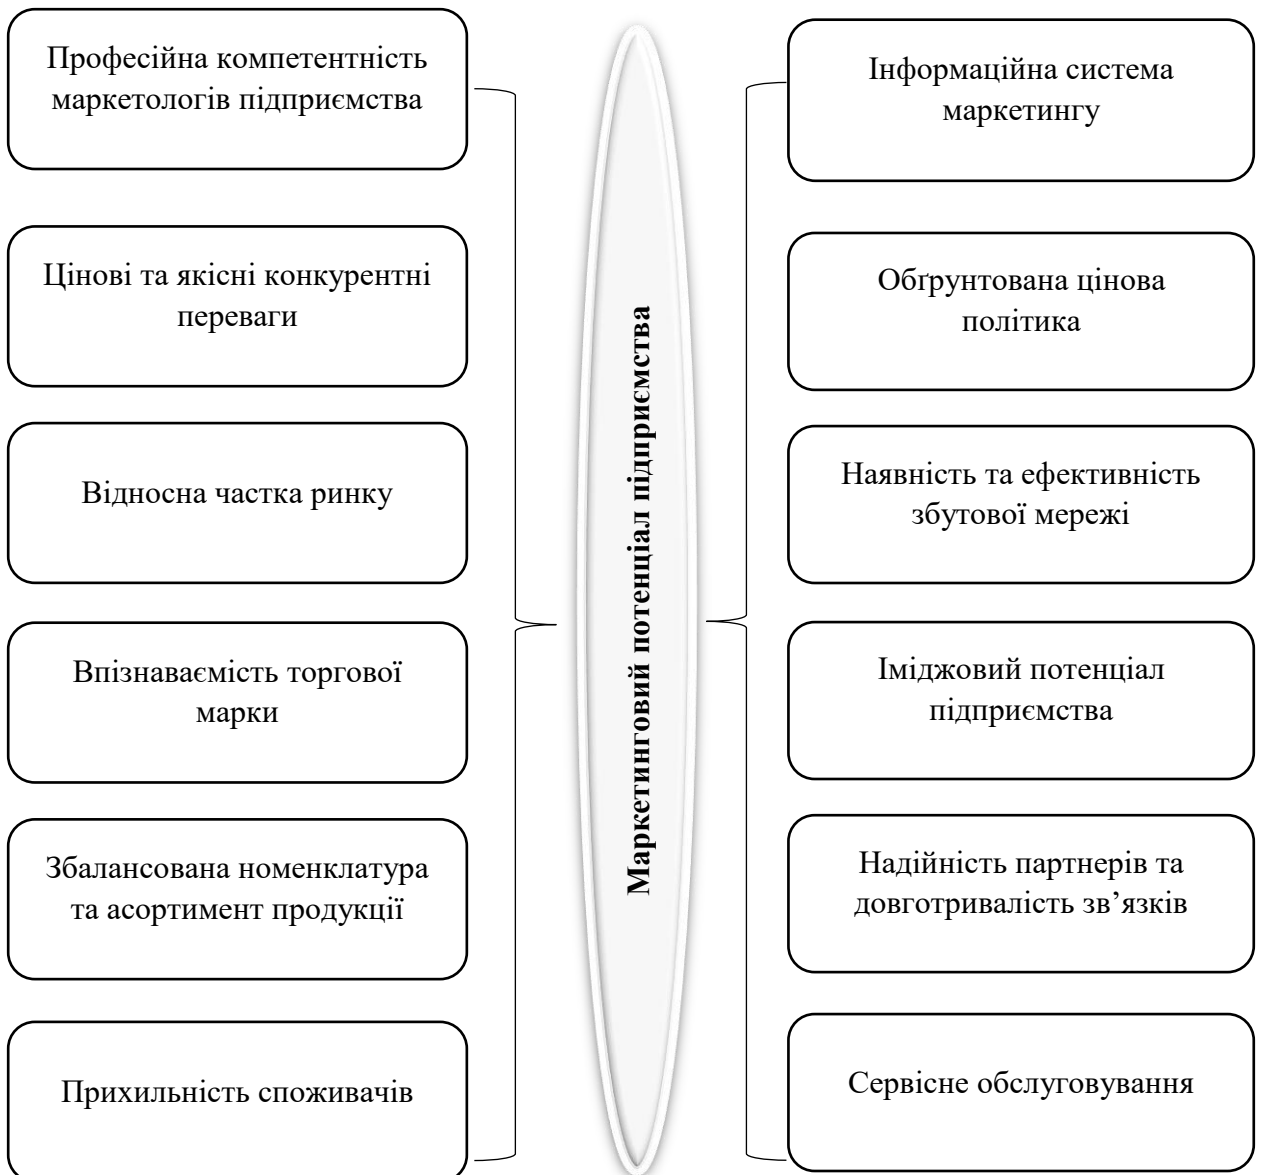 Професійна компетентність
маркетологів підприємства
Цінові та якісні конкурентні
переваги
Відносна частка ринку
Впізнаваємість торгової
марки
Збалансована номенклатура
та асортимент продукції
Прихильність споживачів
Маркетинговий потенціал підприємства
Інформаційна система
маркетингу
Обґрунтована цінова
політика
Наявність та ефективність
збутової мережі
Іміджовий потенціал
підприємства
Надійність партнерів та
довготривалість зв’язків
Сервісне обслуговування